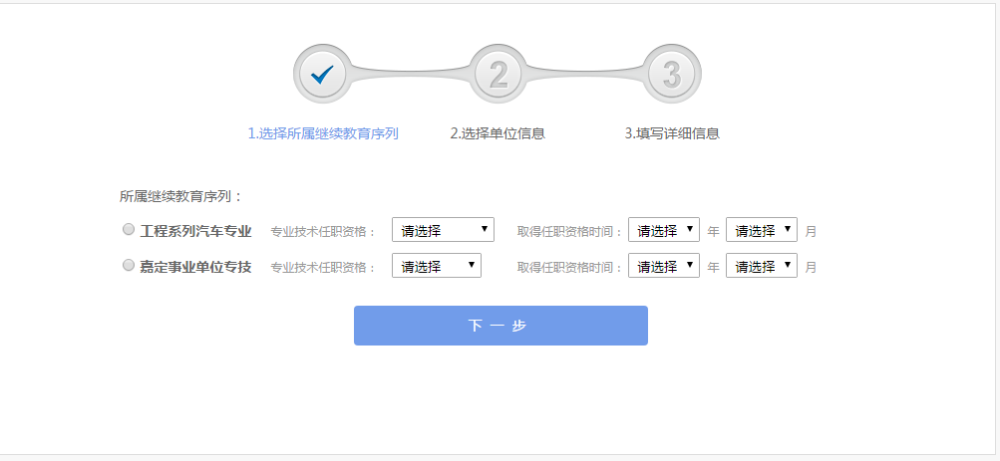 2 3
1.选择所属继续教育序列 2.选择单位信息 3.填写详细信息
所属继续教育序列：
工程系列汽车专业 专业技术任职资格： 请选择 取得任职资格时间： 请选择 年 请选择 月
嘉定事业单位专技 专业技术任职资格： 请选择 取得任职资格时间： 请选择 年 请选择 月
下 一 步